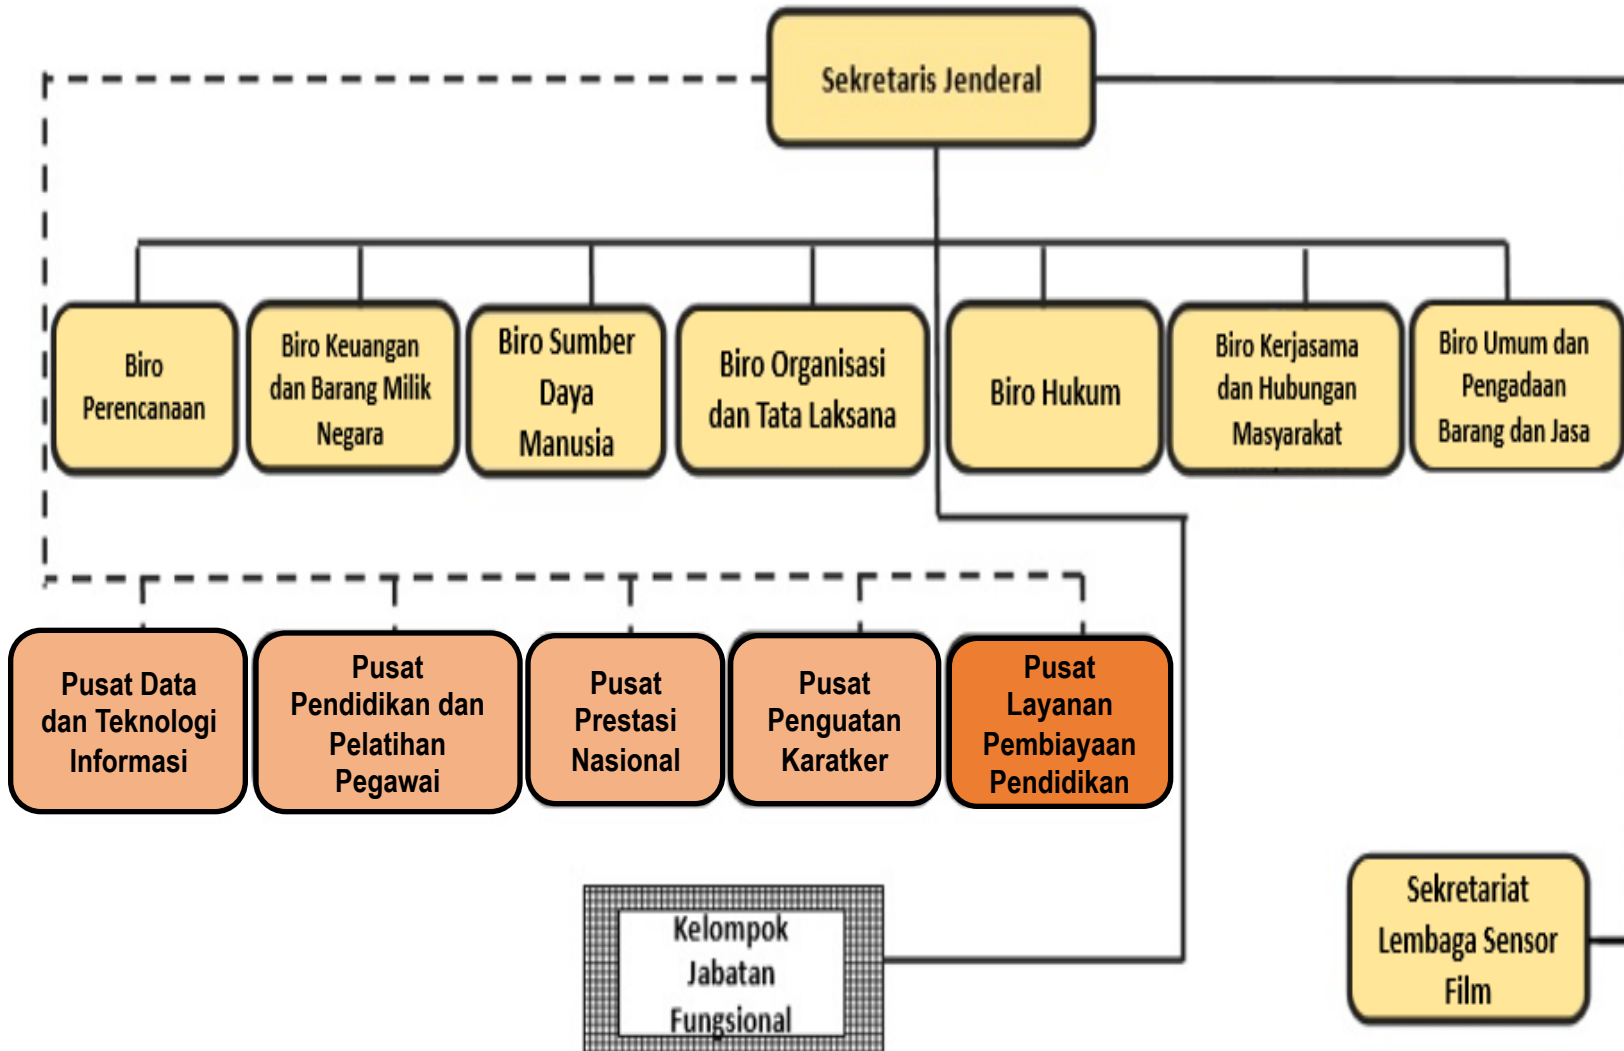 Sekretaris Jenderal
Biro
Perencanaan
Biro Keuangan
dan Barang Milik
Negara
Biro Sumber
Daya
Manusia
Biro Organisasi
dan Tata Laksana
Biro Hukum
Biro Kerjasama
dan Hubungan
Masyarakat
Biro Umum dan
Pengadaan
Barang dan Jasa
Pusat Data
dan Teknologi
Informasi
Pusat
Pendidikan dan
Pelatihan
Pegawai
Pusat
Prestasi
Nasional
Pusat
Penguatan
Karatker
Pusat
Layanan
Pembiayaan
Pendidikan
Kelompok
Jabatan
Fungsional
Sekretariat
Lembaga Sensor
Film